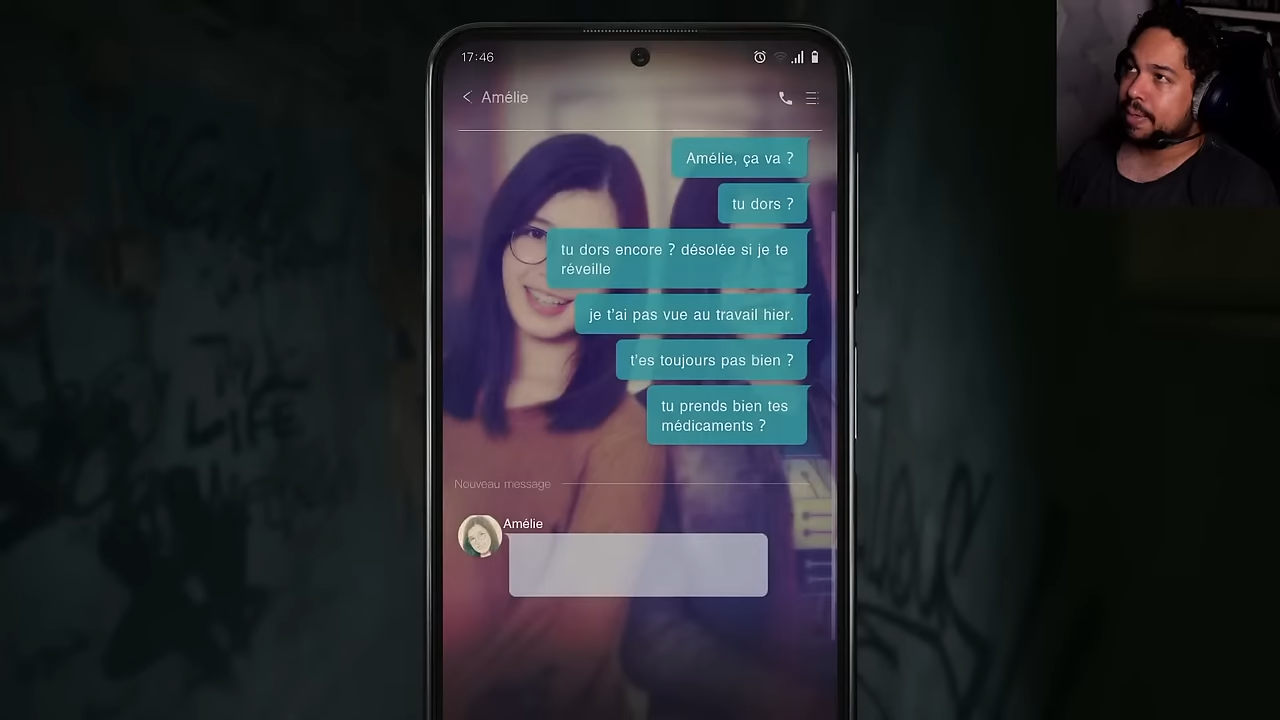 17:46
Amélie
Amélie, ça va ?
tu dors ?
tu dors encore ? désolée si je te
réveille
je t'ai pas vue au travail hier.
t'es toujours pas bien ?
tu prends bien tes
médicaments ?
Nouveau message
Amélie
LIFE